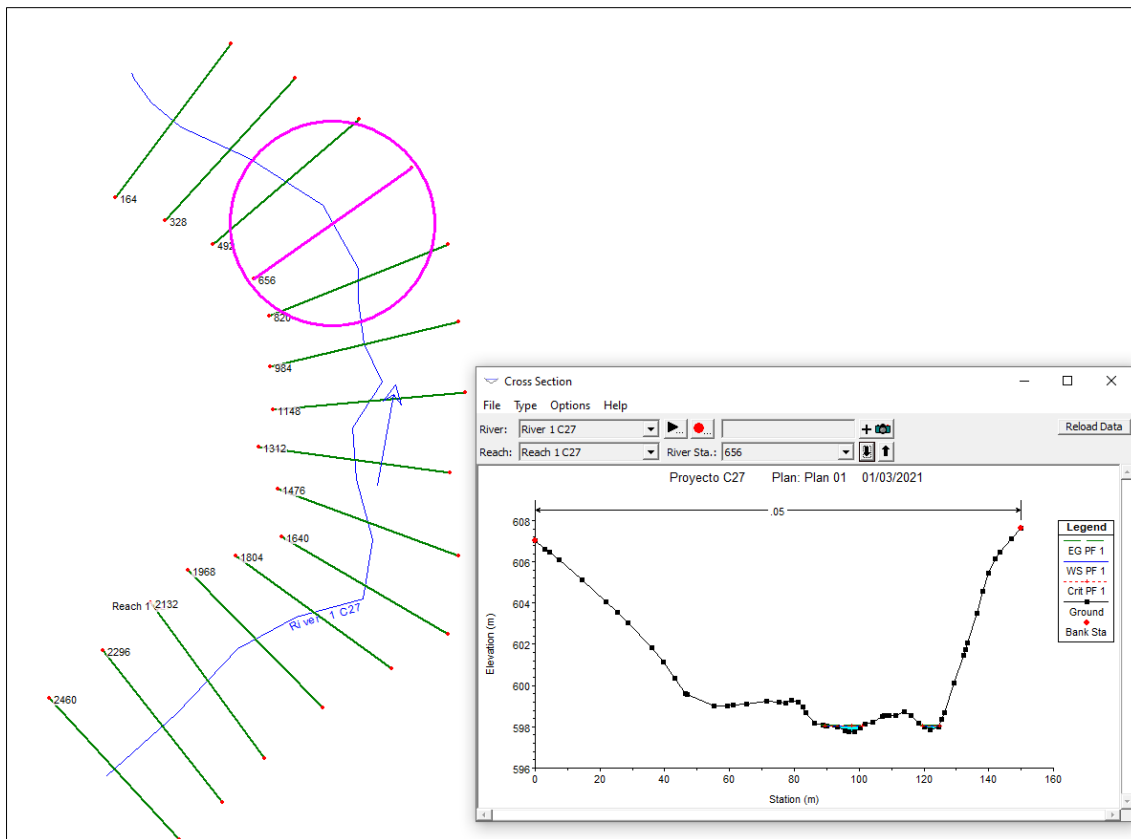 164
328
492
656
820
984
1148
1312
1476
1640
1804
1968
Reach 1 2132
River 1 C27
2296
2460
Cross Section
File Type Options Help
River: River 1 C27
Reload Data
Reach: Reach 1 C27 River Sta.: 656
Proyecto C27 Plan: Plan 01 01/03/2021
.05
608
606
604
602
600
598
596
Elevation (m)
0 20 40 60 80 100 120 140 160
Station (m)
Legend
EG PF 1
WS PF 1
Crit PF 1
Ground
Bank Sta